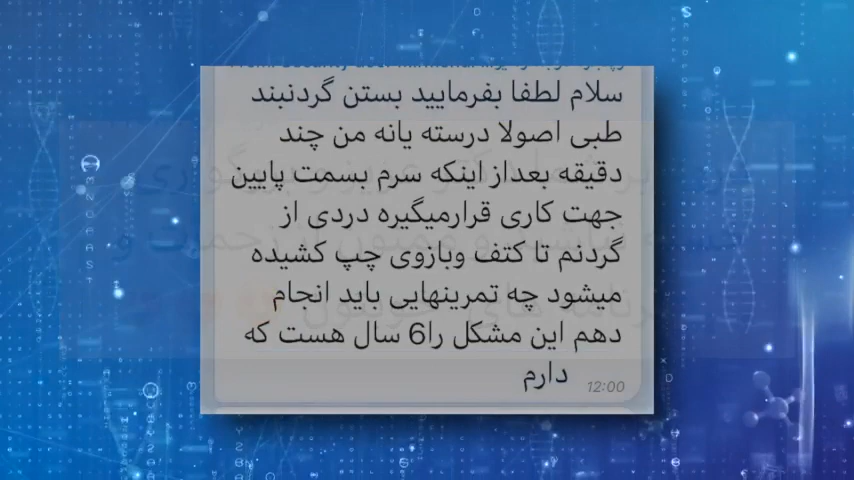 سلام لطفا بفرمایید بستن گردنبند
طبی اصولا درسته یانه من چند
دقیقه بعداز اینکه سرم بسمت پایین
جهت کاری قرارمیگیره دردی از
گردنم تا کتف وبازوی چپ کشیده
میشود چه تمرینهایی باید انجام
دهم این مشکل را6 سال هست که
دارم
12:00